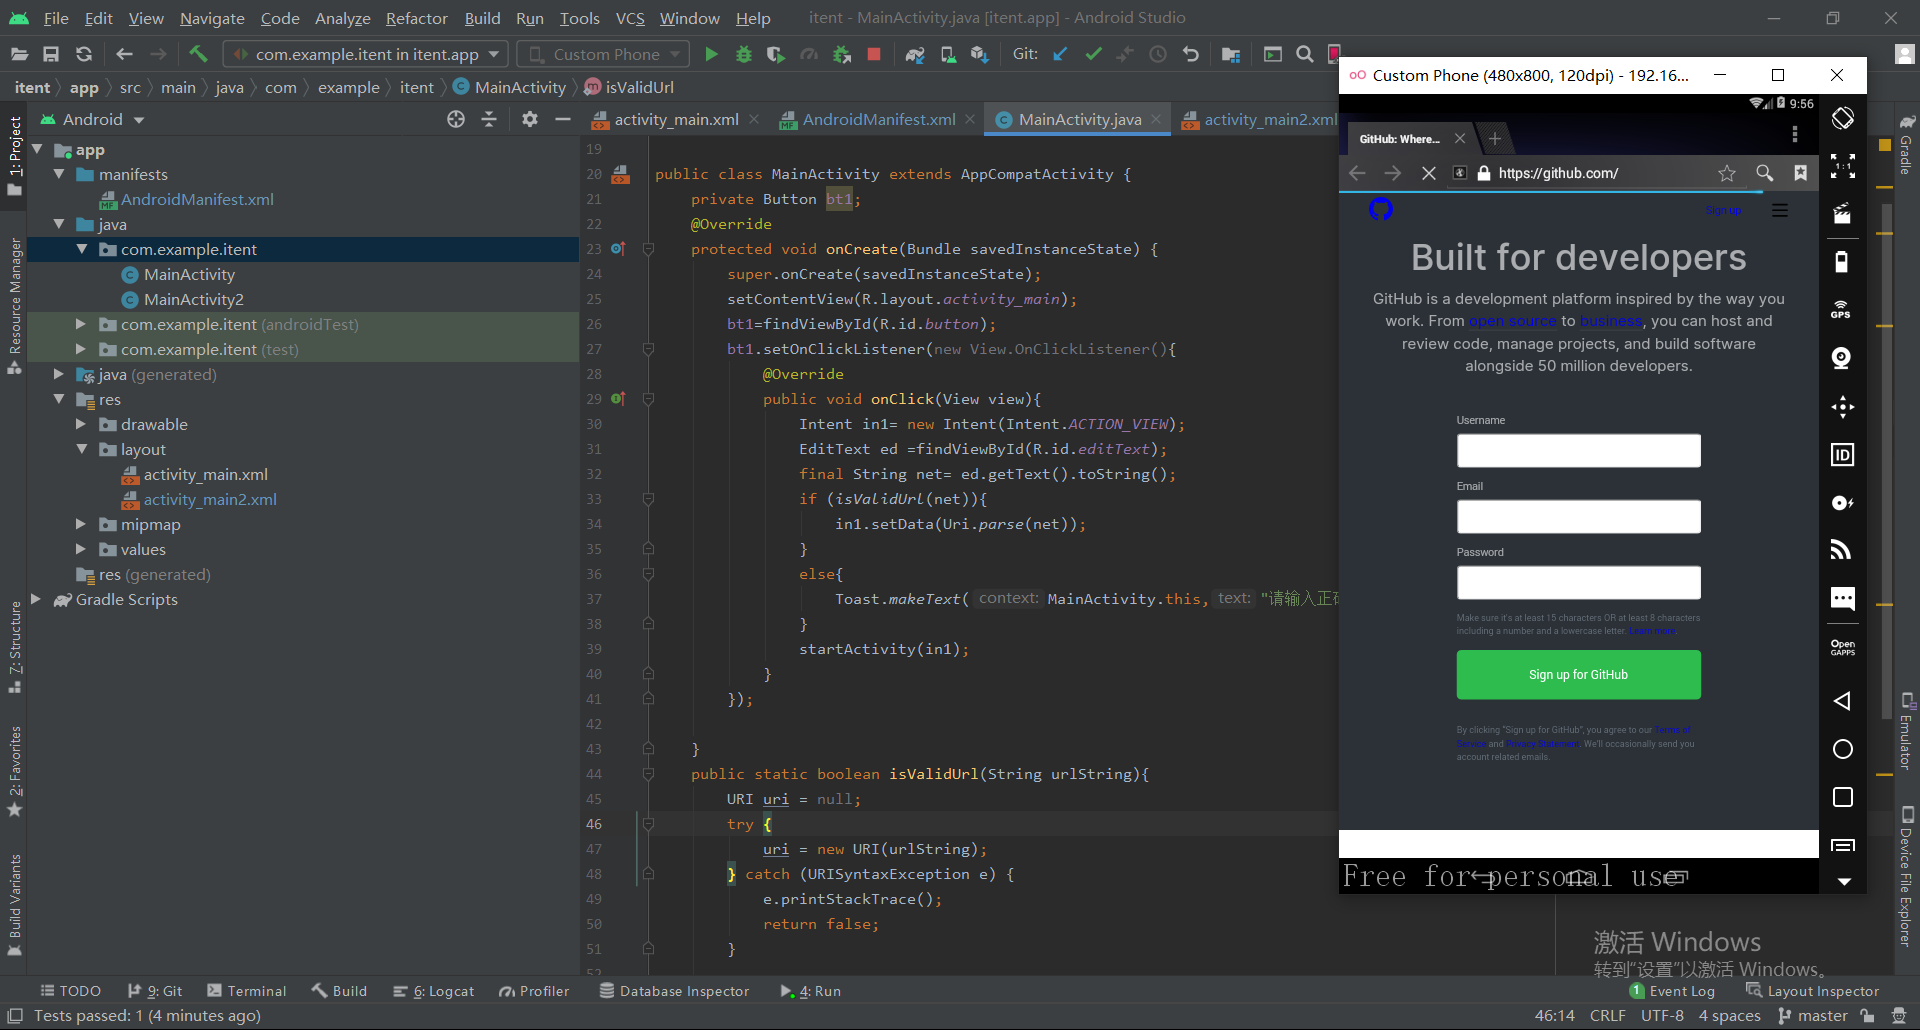 File Edit View Navigate Code Analyze Refactor Build Run Tools VCS Window Help itent - MainActivity.java [itent.app] - Android Studio
com.example.itent in itent.app Custom Phone Git:
itent app src main java com example itent MainActivity isValidUrl
Android
activity_main.xml AndroidManifest.xml MainActivity.java activity_main2.xml
1: Project
Resource Manager
7: Structure
2: Favorites
Build Variants
app
manifests
AndroidManifest.xml
java
com.example.itent
MainActivity
MainActivity2
com.example.itent (androidTest)
com.example.itent (test)
java (generated)
res
drawable
layout
activity_main.xml
activity_main2.xml
mipmap
values
res (generated)
Gradle Scripts
19
20 public class MainActivity extends AppCompatActivity {
21 private Button bt1;
22 @Override
23 protected void onCreate(Bundle savedInstanceState) {
24 super.onCreate(savedInstanceState);
25 setContentView(R.layout.activity_main);
26 bt1=findViewById(R.id.button);
27 bt1.setOnClickListener(new View.OnClickListener(){
28 @Override
29 public void onClick(View view){
30 Intent in1= new Intent(Intent.ACTION_VIEW);
31 EditText ed =findViewById(R.id.editText);
32 final String net= ed.getText().toString();
33 if (isValidUrl(net)){
34 in1.setData(Uri.parse(net));
35 }
36 else{
37 Toast.makeText( context: MainActivity.this, text: "请输入正确
38 }
39 startActivity(in1);
40 }
41 });
42
43 }
44 public static boolean isValidUrl(String urlString){
45 URI uri = null;
46 try {
47 uri = new URI(urlString);
48 } catch (URISyntaxException e) {
49 e.printStackTrace();
50 return false;
51 }
52
Custom Phone (480x800, 120dpi) - 192.16...
9:56
GitHub: Where...
https://github.com/
Sign up
Built for developers
GitHub is a development platform inspired by the way you
work. From open source to business, you can host and
review code, manage projects, and build software
alongside 50 million developers.
Username
Email
Password
Make sure it's at least 15 characters OR at least 8 characters
including a number and a lowercase letter. Learn more.
Sign up for GitHub
By clicking "Sign up for GitHub", you agree to our Terms of
Service and Privacy Statement. We'll occasionally send you
account related emails.
Free for personal use
1:1
GPS
ID
Open
GAPPS
Gradle
Emulator
Device File Explorer
激活 Windows
转到"设置"以激活 Windows。
TODO 9: Git Terminal Build 6: Logcat Profiler Database Inspector 4: Run 1 Event Log Layout Inspector
Tests passed: 1 (4 minutes ago) 46:14 CRLF UTF-8 4 spaces master